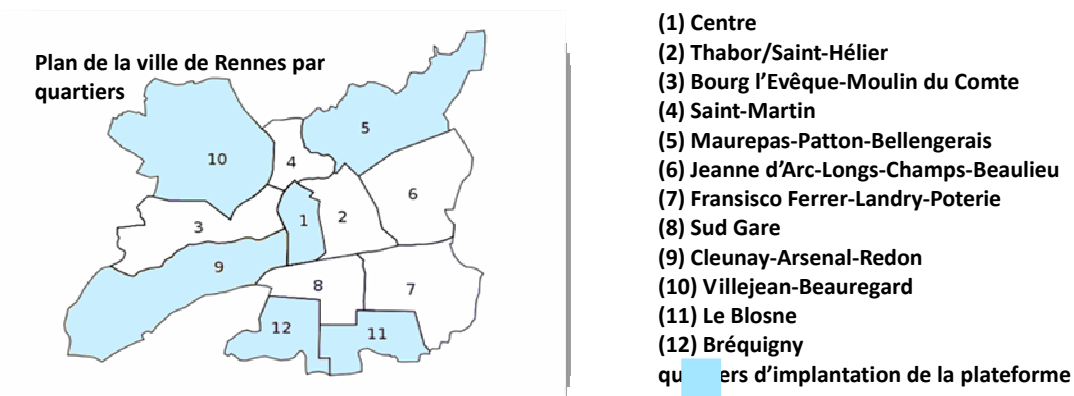 Plan de la ville de Rennes par
quartiers
5
10
4
6
1
2
3
9
8
7
12
11
(1) Centre
(2) Thabor/Saint-Hélier
(3) Bourg l’Evêque-Moulin du Comte
(4) Saint-Martin
(5) Maurepas-Patton-Bellengerais
(6) Jeanne d’Arc-Longs-Champs-Beaulieu
(7) Fransisco Ferrer-Landry-Poterie
(8) Sud Gare
(9) Cleunay-Arsenal-Redon
(10) Villejean-Beauregard
(11) Le Blosne
(12) Bréquigny
d’implantation de la plateforme